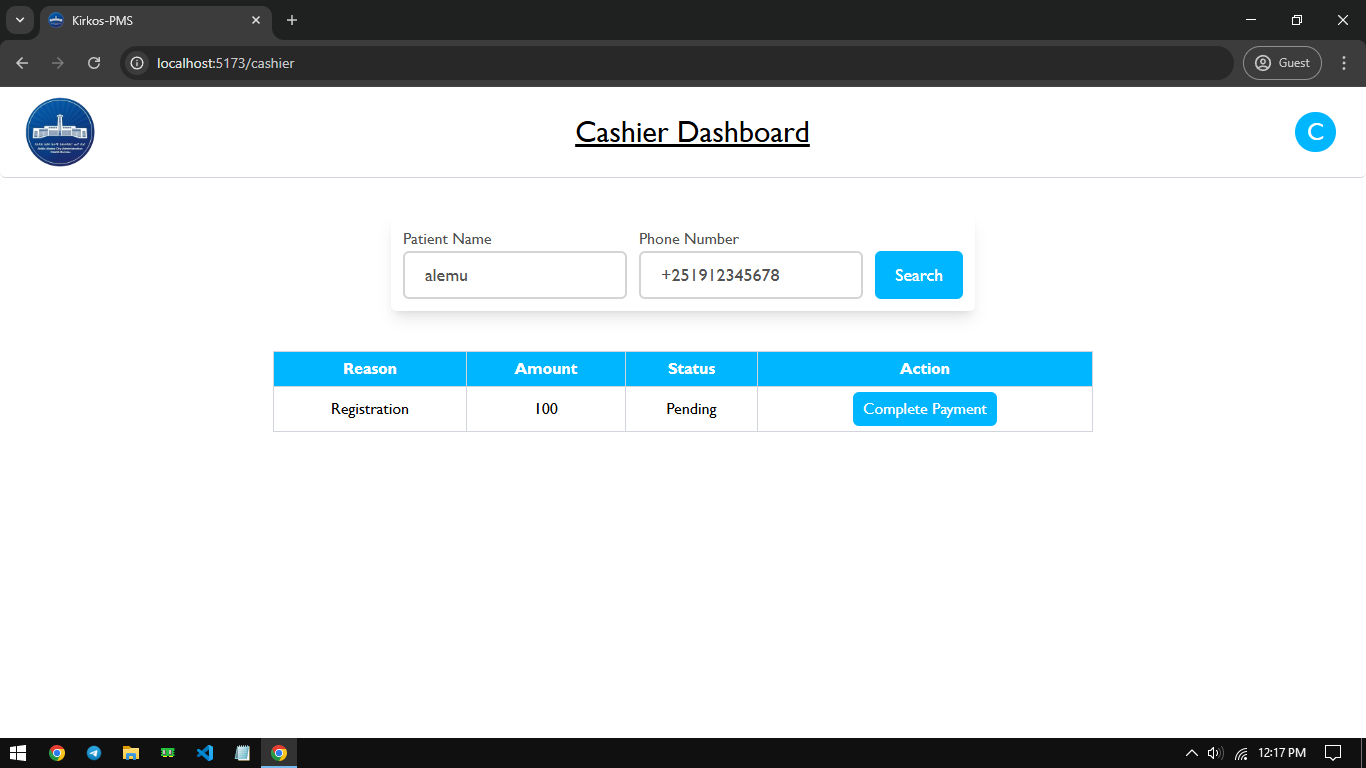 Kirkos-PMS
localhost:5173/cashier
Guest
Cashier Dashboard
C
Patient Name
Phone Number
alemu
+251912345678
Search
Reason Amount Status Action
Registration 100 Pending Complete Payment
12:17 PM